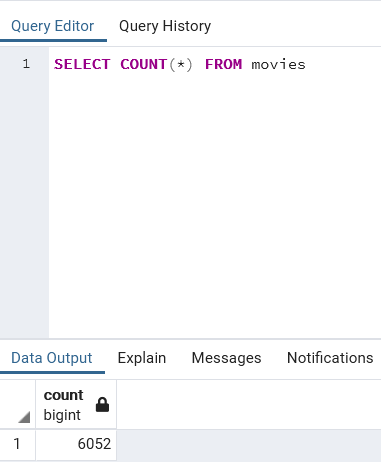 Query Editor Query History
1 SELECT COUNT(*) FROM movies
Data Output Explain Messages Notifications
count
bigint
1 6052